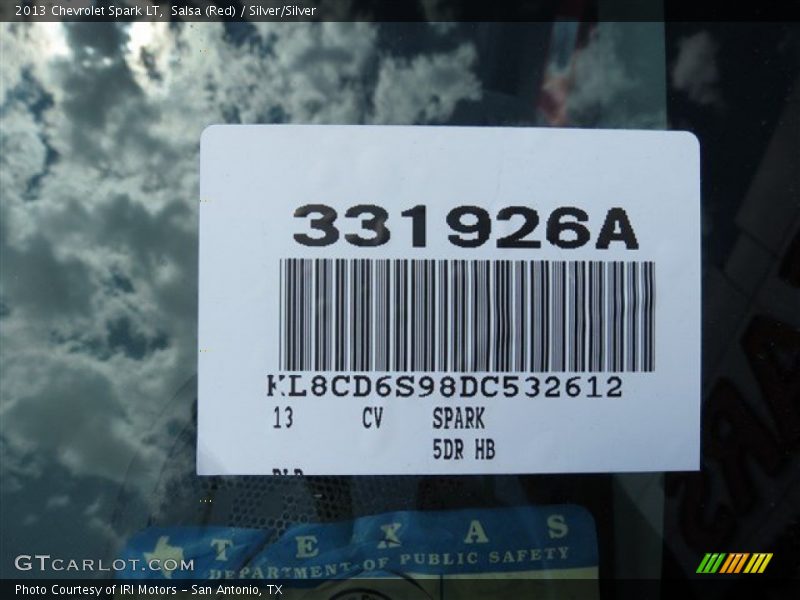 2013 Chevrolet Spark LT, Salsa (Red) / Silver/Silver
331926A
KL8CD6S98DC532612
13 CV SPARK
5DR HB
TEXAS
DEPARTMENT OF PUBLIC SAFETY
GTCARLOT.COM
Photo Courtesy of IRI Motors - San Antonio, TX